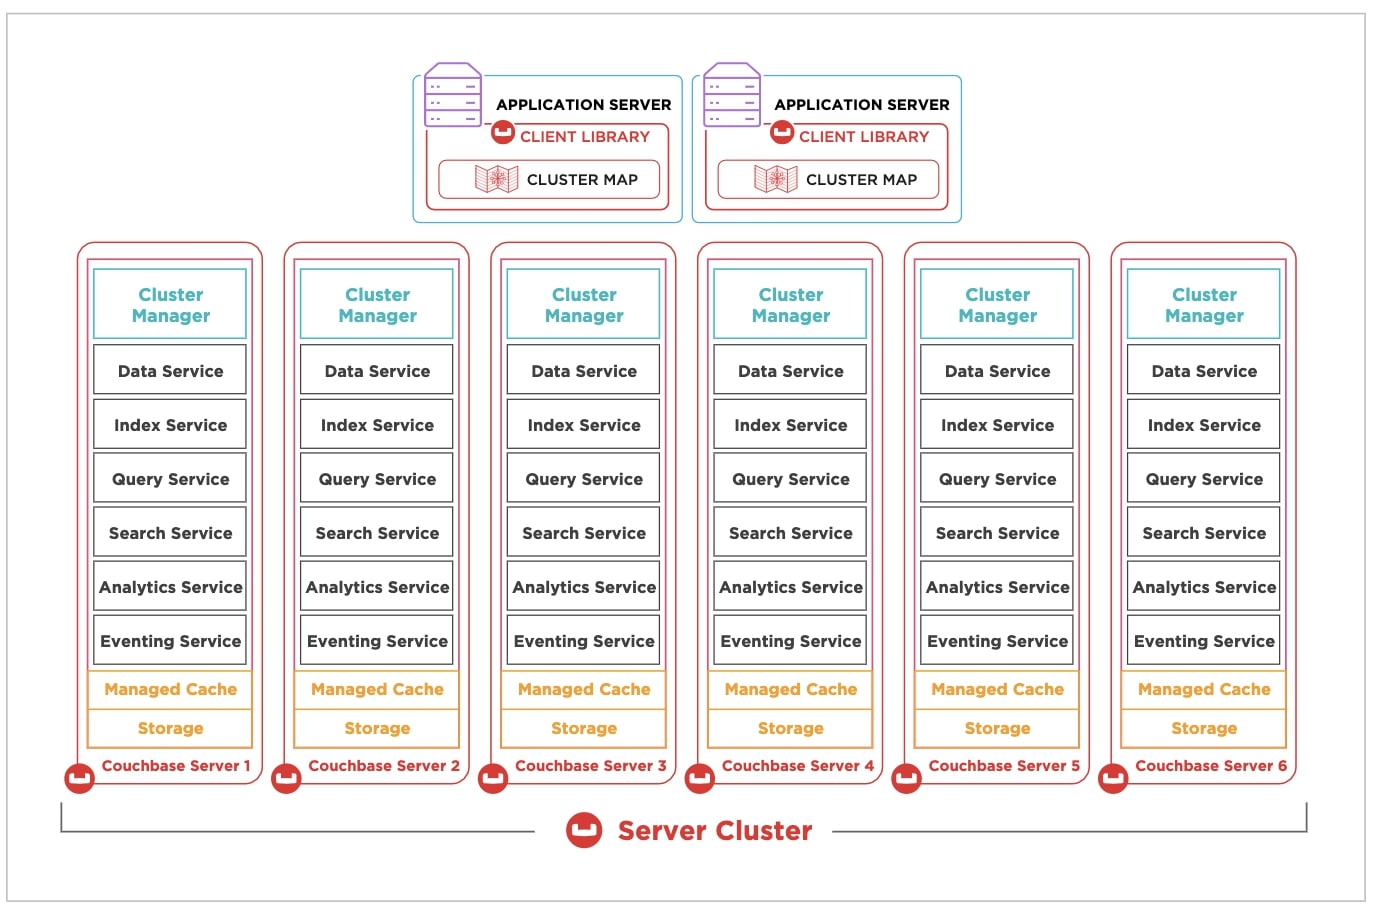 APPLICATION SERVER
CLIENT LIBRARY
CLUSTER MAP
APPLICATION SERVER
CLIENT LIBRARY
CLUSTER MAP
Cluster
Manager
Data Service
Index Service
Query Service
Search Service
Analytics Service
Eventing Service
Managed Cache
Storage
Couchbase Server 1
Cluster
Manager
Data Service
Index Service
Query Service
Search Service
Analytics Service
Eventing Service
Managed Cache
Storage
Couchbase Server 2
Cluster
Manager
Data Service
Index Service
Query Service
Search Service
Analytics Service
Eventing Service
Managed Cache
Storage
Couchbase Server 3
Cluster
Manager
Data Service
Index Service
Query Service
Search Service
Analytics Service
Eventing Service
Managed Cache
Storage
Couchbase Server 4
Cluster
Manager
Data Service
Index Service
Query Service
Search Service
Analytics Service
Eventing Service
Managed Cache
Storage
Couchbase Server 5
Cluster
Manager
Data Service
Index Service
Query Service
Search Service
Analytics Service
Eventing Service
Managed Cache
Storage
Couchbase Server 6
Server Cluster